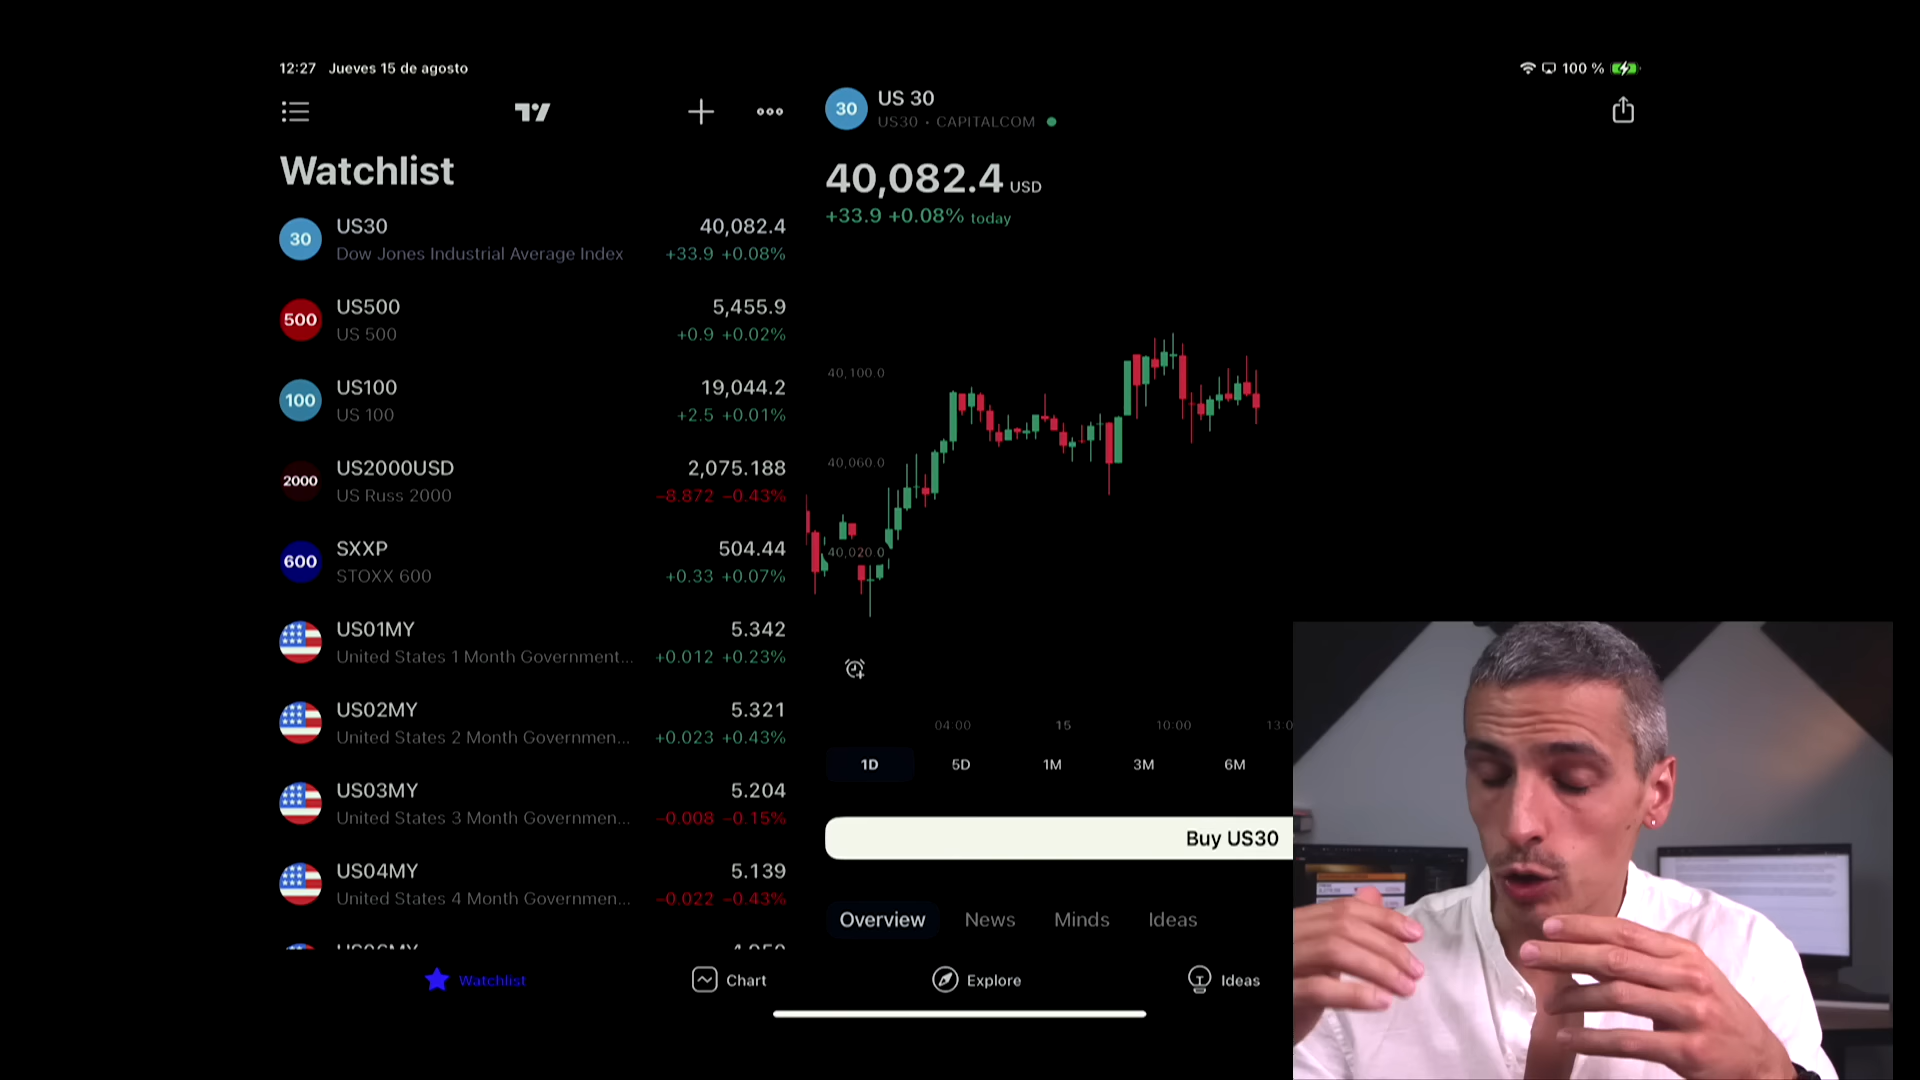 12:27 Jueves 15 de agosto
100 %
Watchlist
30
US30
40,082.4
Dow Jones Industrial Average Index
+33.9 +0.08%
500
US500
5,455.9
US 500
+0.9 +0.02%
100
US100
19,044.2
US 100
+2.5 +0.01%
2000
US2000USD
2,075.188
US Russ 2000
−8.872 −0.43%
600
SXXP
504.44
STOXX 600
+0.33 +0.07%
US01MY
5.342
United States 1 Month Government...
+0.012 +0.23%
US02MY
5.321
United States 2 Month Governmen...
+0.023 +0.43%
US03MY
5.204
United States 3 Month Governmen...
−0.008 −0.15%
US04MY
5.139
United States 4 Month Governmen...
−0.022 −0.43%
30
US 30
US30 • CAPITALCOM
40,082.4 USD
+33.9 +0.08% today
40,100.0
40,060.0
40,020.0
04:00
15
10:00
1D
5D
1M
3M
6M
Buy US30
Overview
News
Minds
Ideas
Watchlist
Chart
Explore
Ideas